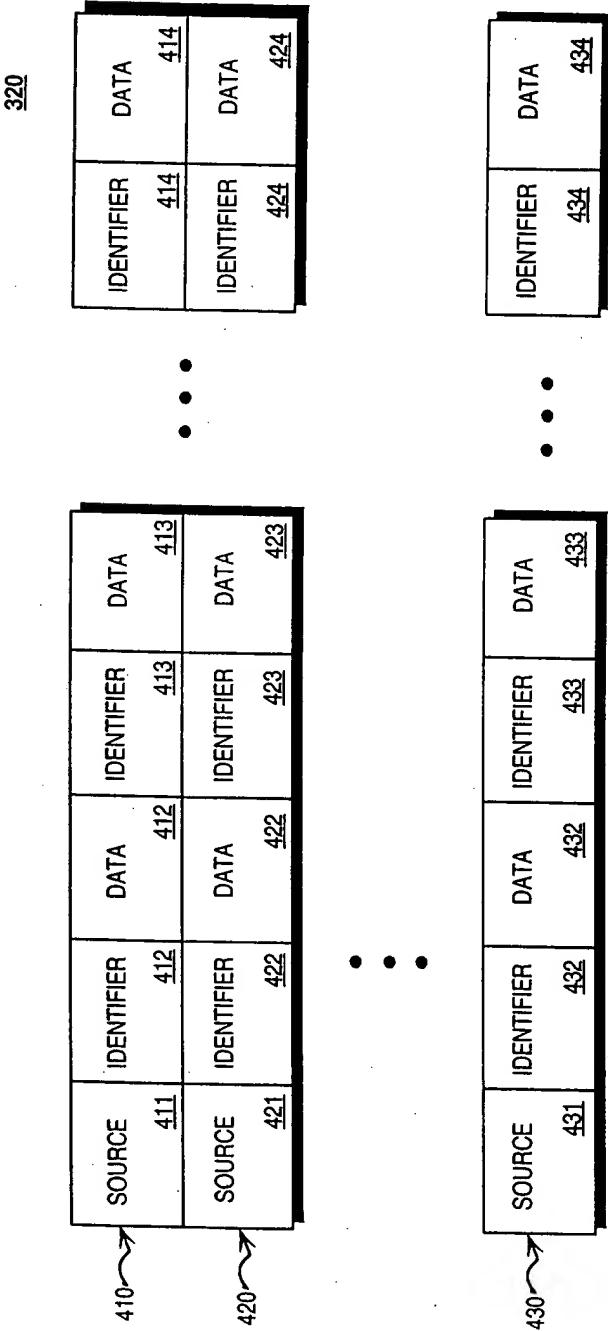 320
SOURCE 411 IDENTIFIER 412 DATA 412 IDENTIFIER 413 DATA 413 ••• IDENTIFIER 414 DATA 414
410
SOURCE 421 IDENTIFIER 422 DATA 422 IDENTIFIER 423 DATA 423 IDENTIFIER 424 DATA 424
420
SOURCE 431 IDENTIFIER 432 DATA 432 IDENTIFIER 433 DATA 433 ••• IDENTIFIER 434 DATA 434
430